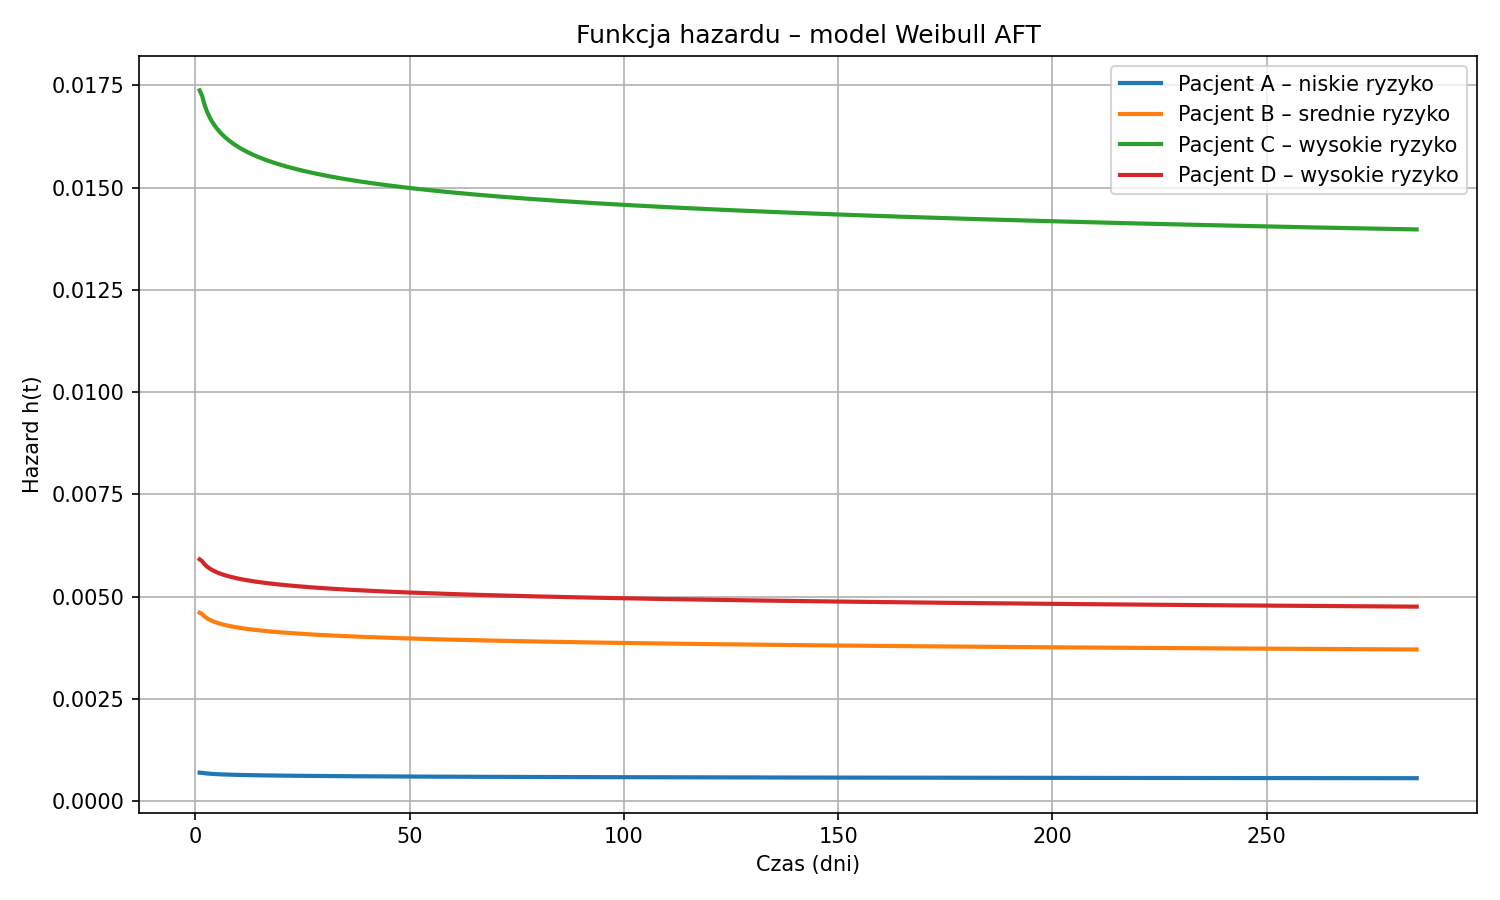 Funkcja hazardu – model Weibull AFT
Pacjent A – niskie ryzyko
Pacjent B – srednie ryzyko
Pacjent C – wysokie ryzyko
Pacjent D – wysokie ryzyko
Hazard h(t)
0.0175
0.0150
0.0125
0.0100
0.0075
0.0050
0.0025
0.0000
0 50 100 150 200 250
Czas (dni)